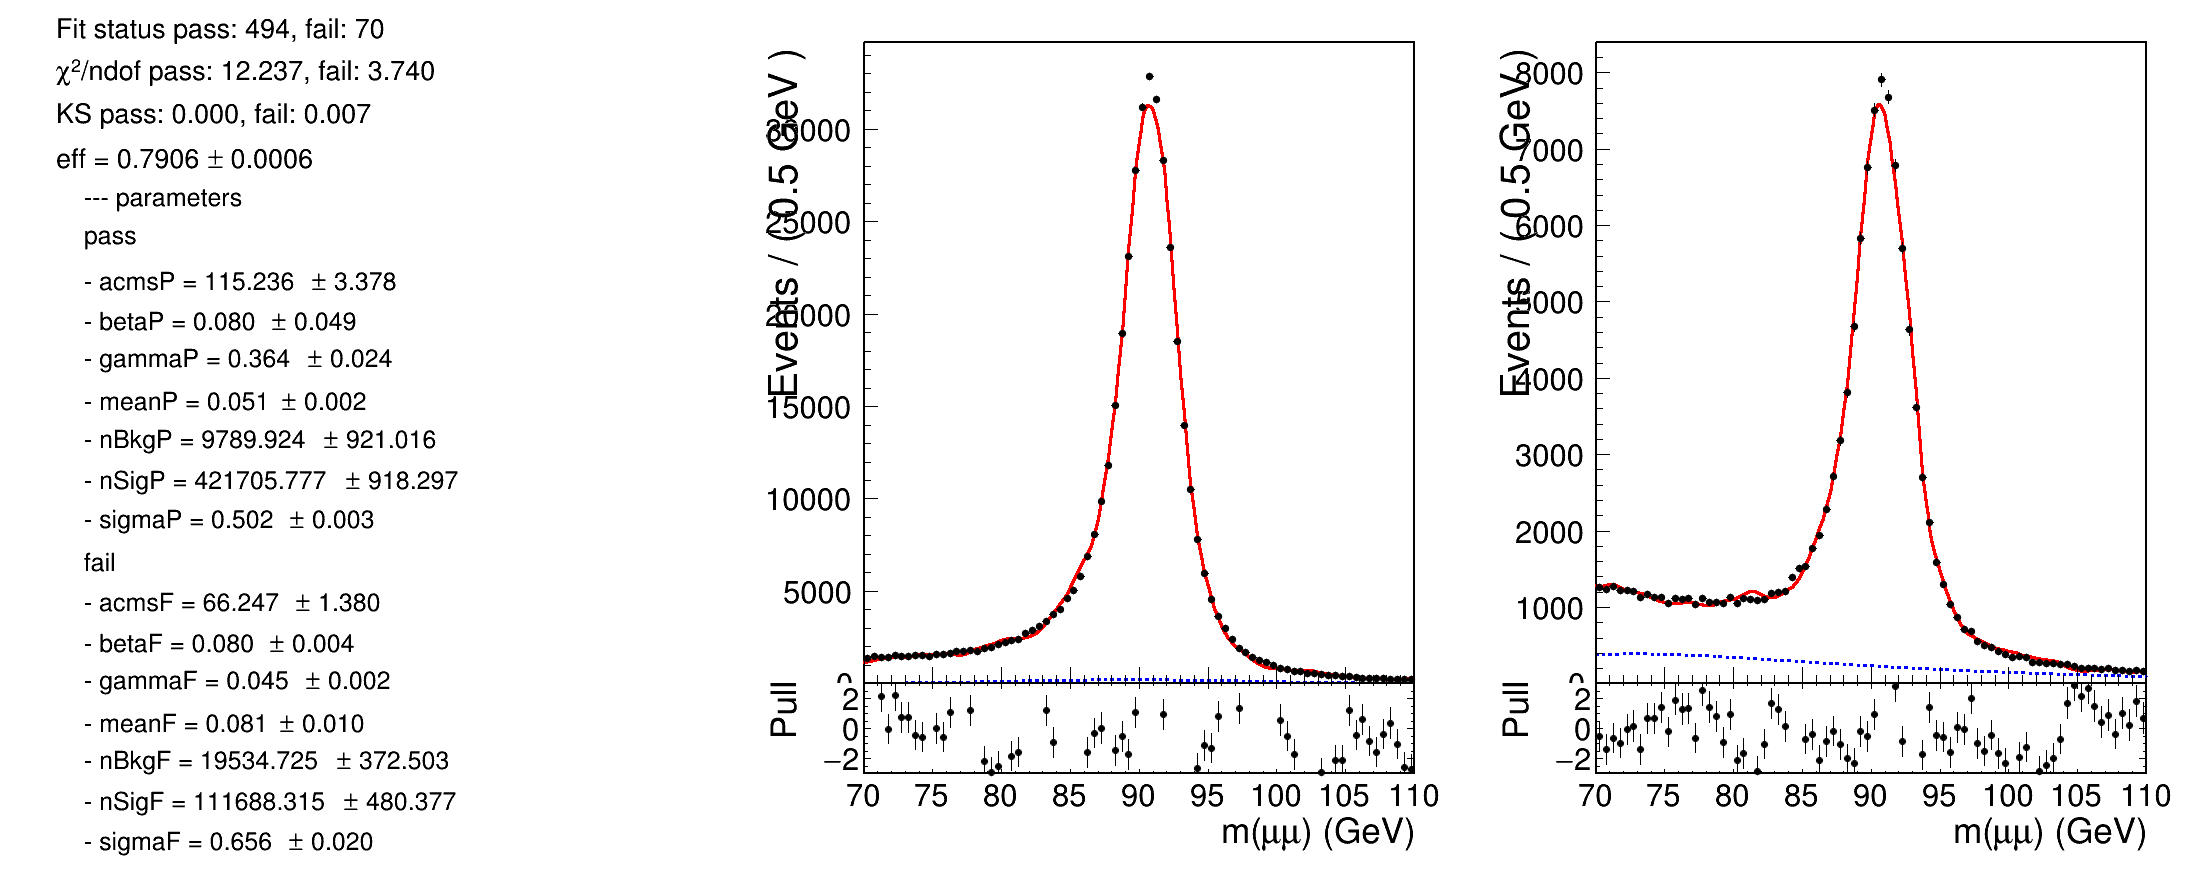 Fit status pass: 494, fail: 70
χ²/ndof pass: 12.237, fail: 3.740
KS pass: 0.000, fail: 0.007
eff = 0.7906 ± 0.0006
--- parameters
pass
- acmsP = 115.236 ± 3.378
- betaP = 0.080 ± 0.049
- gammaP = 0.364 ± 0.024
- meanP = 0.051 ± 0.002
- nBkgP = 9789.924 ± 921.016
- nSigP = 421705.777 ± 918.297
- sigmaP = 0.502 ± 0.003
fail
- acmsF = 66.247 ± 1.380
- betaF = 0.080 ± 0.004
- gammaF = 0.045 ± 0.002
- meanF = 0.081 ± 0.010
- nBkgF = 19534.725 ± 372.503
- nSigF = 111688.315 ± 480.377
- sigmaF = 0.656 ± 0.020
Events / ( 0.5 GeV )
30000
25000
20000
15000
10000
5000
0
Pull
2
0
−2
70 75 80 85 90 95 100 105 110
m(μμ) (GeV)
Events / ( 0.5 GeV )
8000
7000
6000
5000
4000
3000
2000
1000
0
Pull
2
0
−2
70 75 80 85 90 95 100 105 110
m(μμ) (GeV)